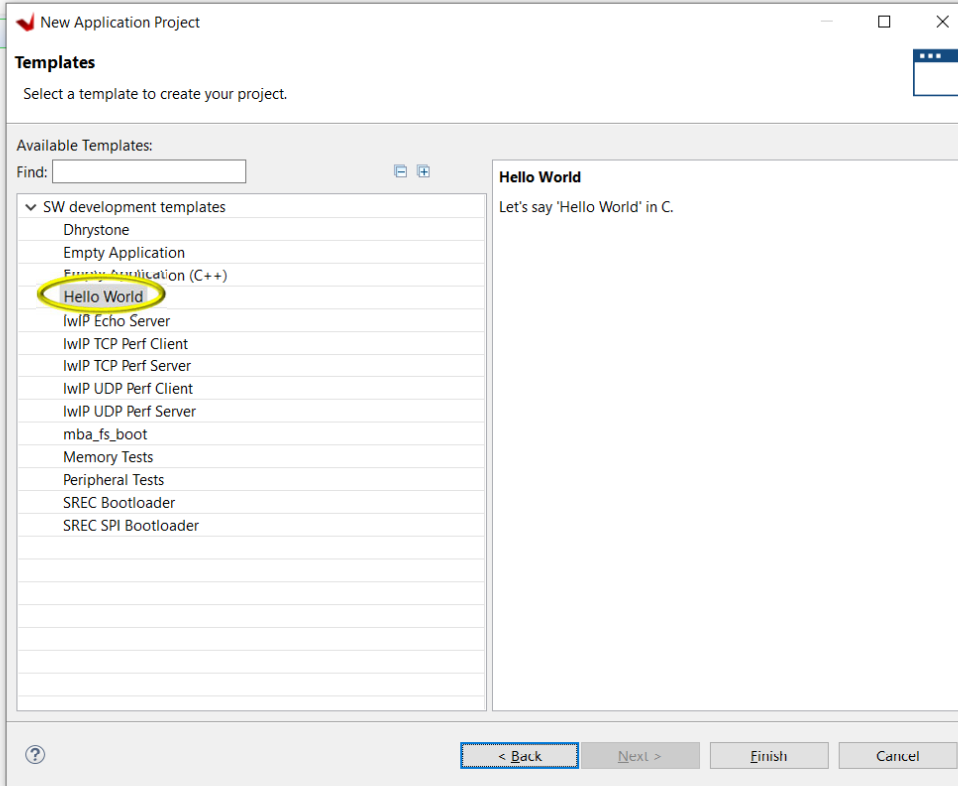 New Application Project
Templates
Select a template to create your project.
Available Templates:
Find:
Hello World
Let's say 'Hello World' in C.
SW development templates
Dhrystone
Empty Application
Empty Application (C++)
Hello World
lwIP Echo Server
lwIP TCP Perf Client
lwIP TCP Perf Server
lwIP UDP Perf Client
lwIP UDP Perf Server
mba_fs_boot
Memory Tests
Peripheral Tests
SREC Bootloader
SREC SPI Bootloader
?
< Back Next > Finish Cancel